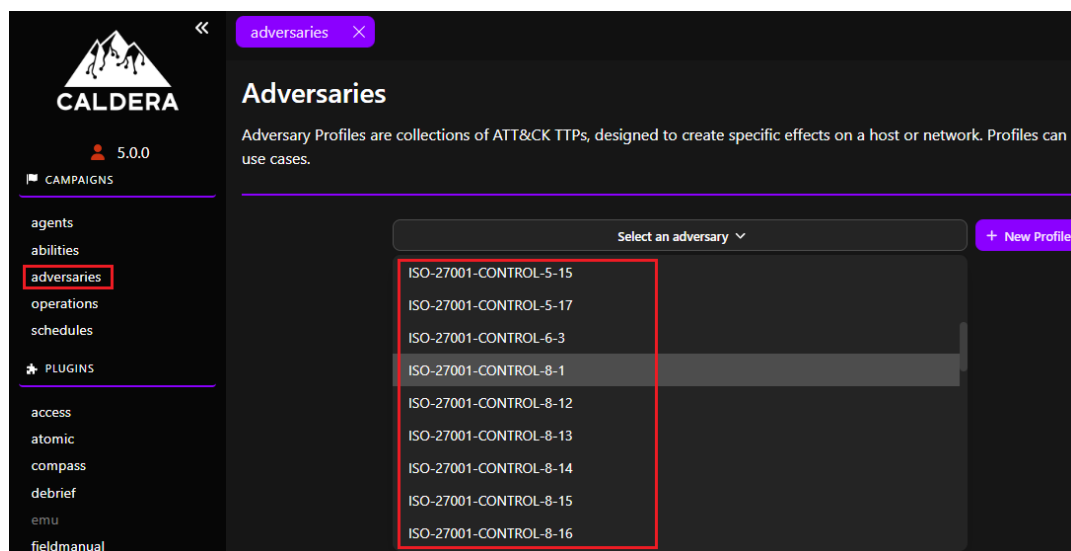 «
CALDERA
5.0.0
CAMPAIGNS
agents
abilities
adversaries
operations
schedules
PLUGINS
access
atomic
compass
debrief
emu
fieldmanual
adversaries
Adversaries
Adversary Profiles are collections of ATT&CK TTPs, designed to create specific effects on a host or network. Profiles can
use cases.
Select an adversary
+ New Profile
ISO-27001-CONTROL-5-15
ISO-27001-CONTROL-5-17
ISO-27001-CONTROL-6-3
ISO-27001-CONTROL-8-1
ISO-27001-CONTROL-8-12
ISO-27001-CONTROL-8-13
ISO-27001-CONTROL-8-14
ISO-27001-CONTROL-8-15
ISO-27001-CONTROL-8-16